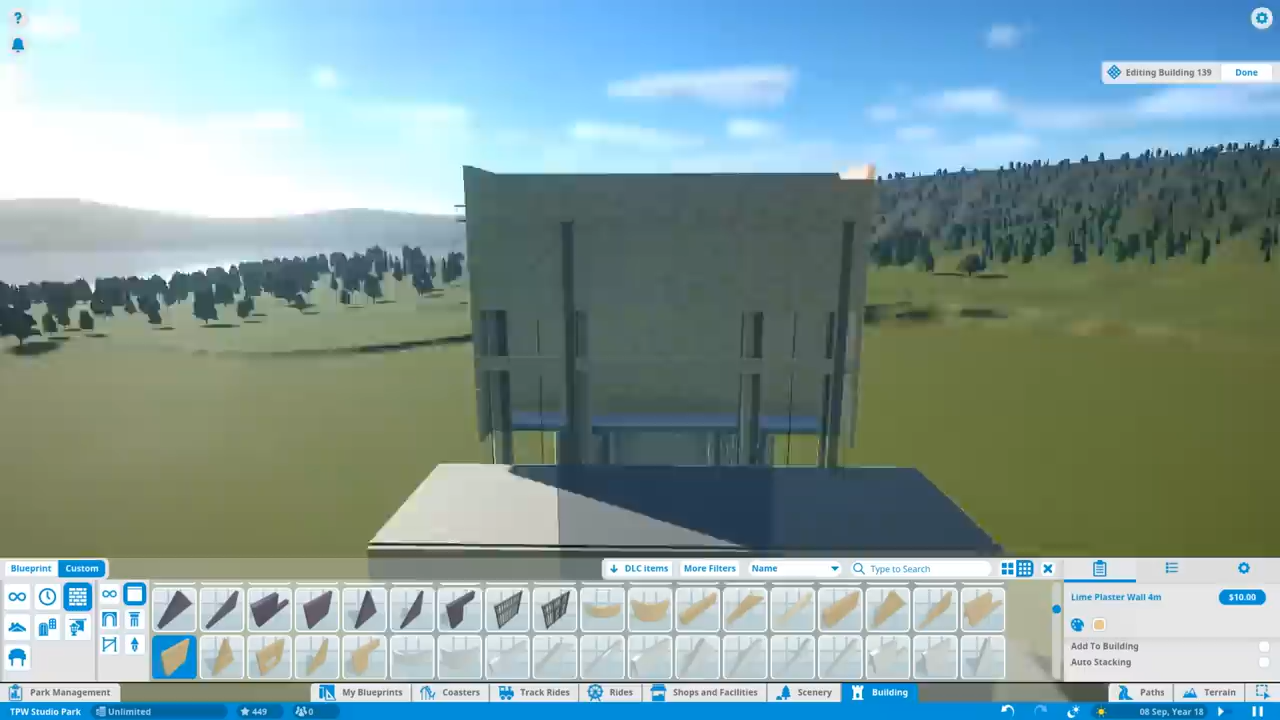 ?
Editing Building 139 Done
Blueprint Custom
DLC items More Filters Name Type to Search
Lime Plaster Wall 4m $10.00
Add To Building
Auto Stacking
Park Management My Blueprints Coasters Track Rides Rides Shops and Facilities Scenery Building Paths Terrain
TPW Studio Park Unlimited 449 0 08 Sep, Year 18